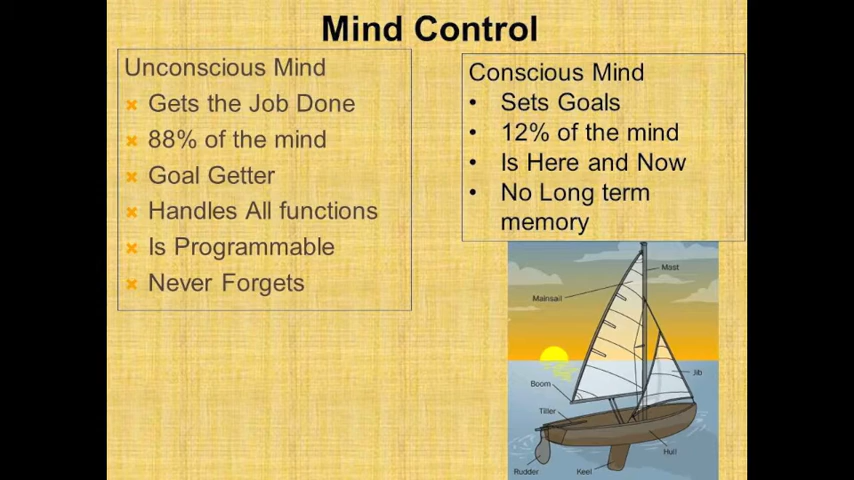 Mind Control
Unconscious Mind
Gets the Job Done
88% of the mind
Goal Getter
Handles All functions
Is Programmable
Never Forgets
Conscious Mind
• Sets Goals
• 12% of the mind
• Is Here and Now
• No Long term
memory
Mast
Mainsail
Jib
Boom
Tiller
Hull
Rudder
Keel